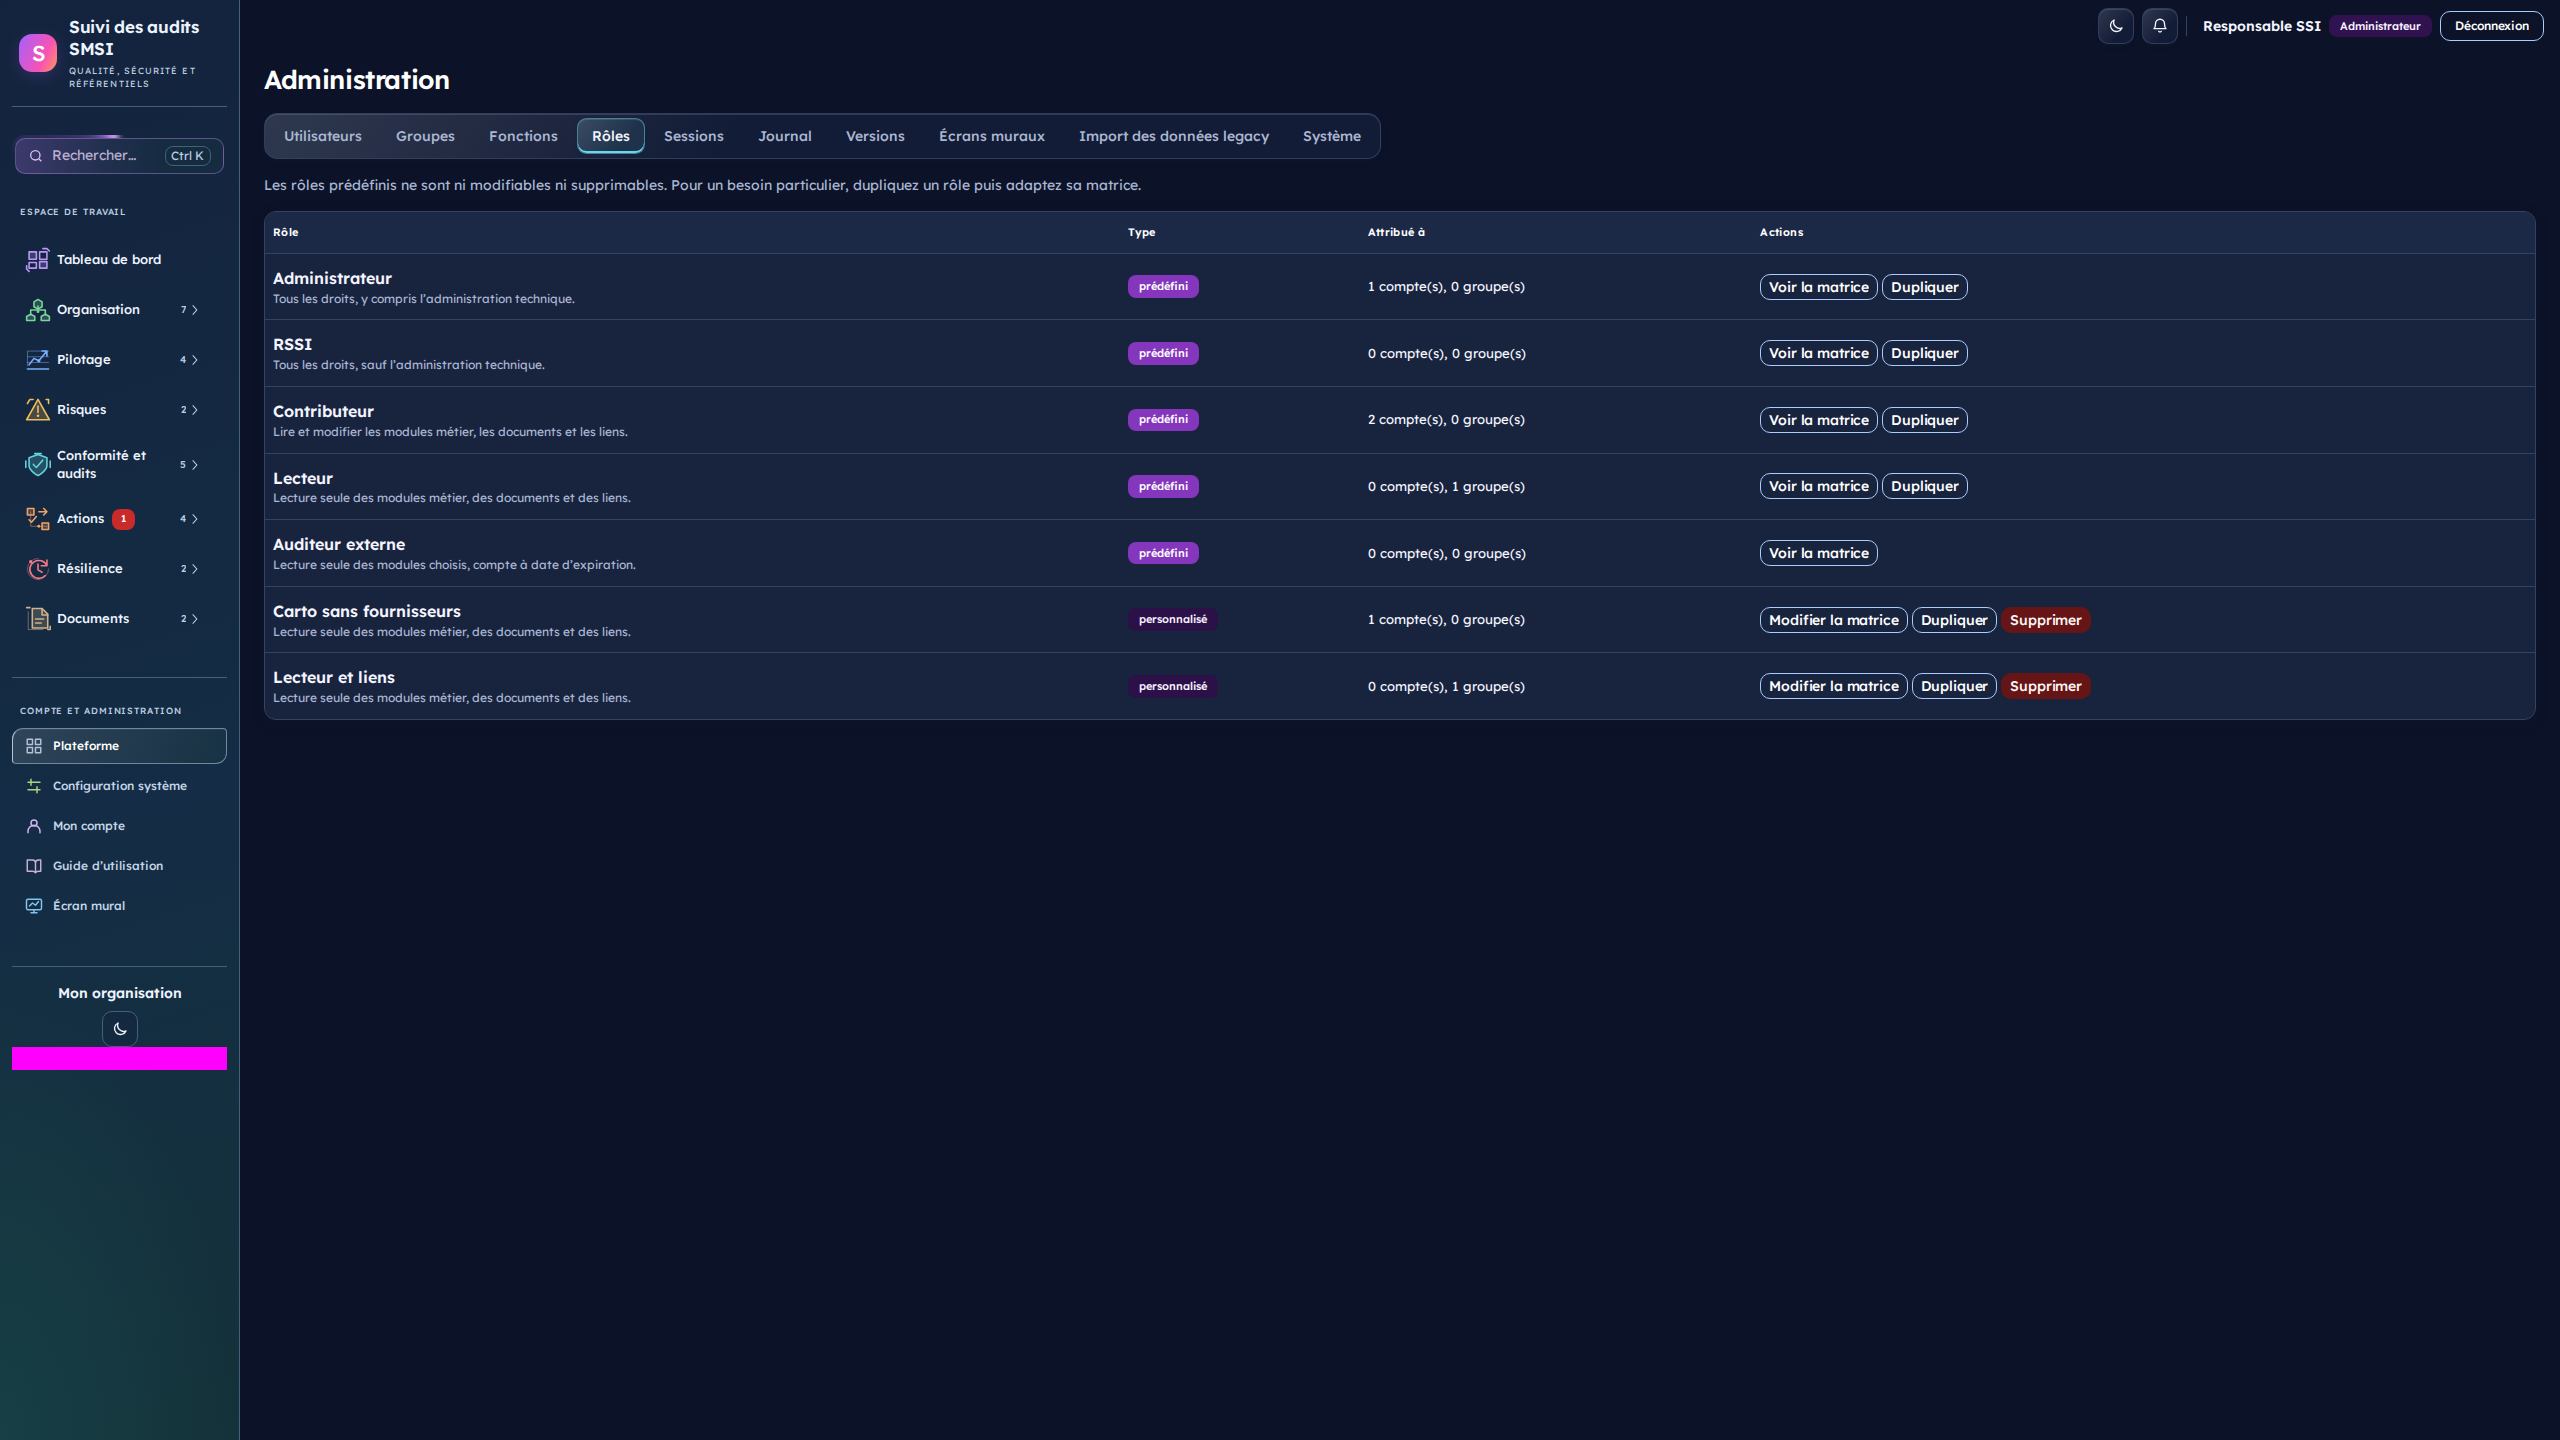 Suivi des audits
SMSI
QUALITÉ, SÉCURITÉ ET
RÉFÉRENTIELS
S
Rechercher... Ctrl K
ESPACE DE TRAVAIL
Tableau de bord
Organisation 7
Pilotage 4
Risques 2
Conformité et
audits 5
Actions 1 4
Résilience 2
Documents 2
COMPTE ET ADMINISTRATION
Plateforme
Configuration système
Mon compte
Guide d'utilisation
Écran mural
Mon organisation
Responsable SSI Administrateur Déconnexion
Administration
Utilisateurs Groupes Fonctions Rôles Sessions Journal Versions Écrans muraux Import des données legacy Système
Les rôles prédéfinis ne sont ni modifiables ni supprimables. Pour un besoin particulier, dupliquez un rôle puis adaptez sa matrice.
Rôle Type Attribué à Actions
Administrateur
Tous les droits, y compris l'administration technique.
prédéfini 1 compte(s), 0 groupe(s) Voir la matrice Dupliquer
RSSI
Tous les droits, sauf l'administration technique.
prédéfini 0 compte(s), 0 groupe(s) Voir la matrice Dupliquer
Contributeur
Lire et modifier les modules métier, les documents et les liens.
prédéfini 2 compte(s), 0 groupe(s) Voir la matrice Dupliquer
Lecteur
Lecture seule des modules métier, des documents et des liens.
prédéfini 0 compte(s), 1 groupe(s) Voir la matrice Dupliquer
Auditeur externe
Lecture seule des modules choisis, compte à date d'expiration.
prédéfini 0 compte(s), 0 groupe(s) Voir la matrice
Carto sans fournisseurs
Lecture seule des modules métier, des documents et des liens.
personnalisé 1 compte(s), 0 groupe(s) Modifier la matrice Dupliquer Supprimer
Lecteur et liens
Lecture seule des modules métier, des documents et des liens.
personnalisé 0 compte(s), 1 groupe(s) Modifier la matrice Dupliquer Supprimer